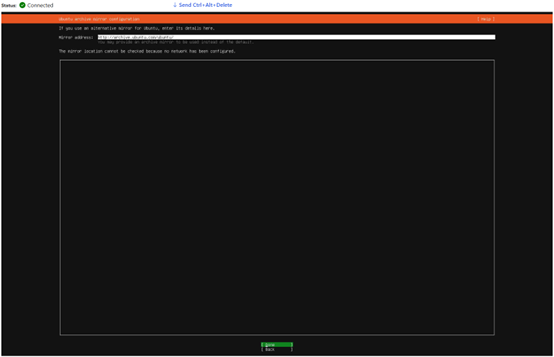 Status: Connected
Send Ctrl+Alt+Delete
Ubuntu archive mirror configuration [ Help ]
If you use an alternative mirror for Ubuntu, enter its details here.
Mirror address: http://archive.ubuntu.com/ubuntu/
You may provide an archive mirror to be used instead of the default.
The mirror location cannot be checked because no network has been configured.
[ Done ]
[ Back ]